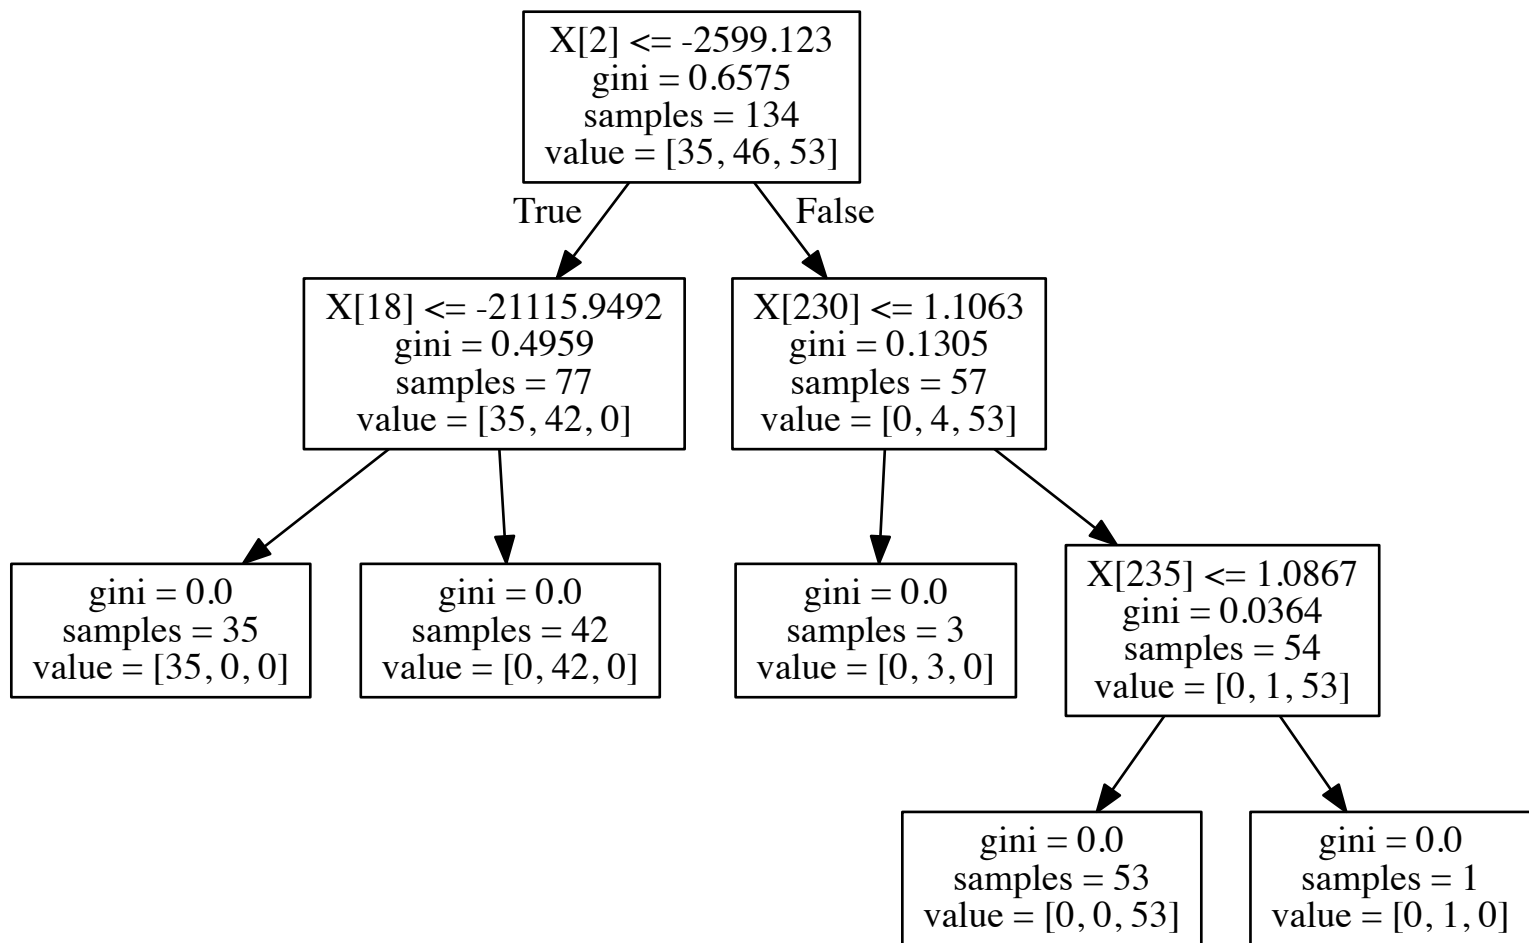 X[2] <= -2599.123
gini = 0.6575
samples = 134
value = [35, 46, 53]
True
False
X[18] <= -21115.9492
gini = 0.4959
samples = 77
value = [35, 42, 0]
X[230] <= 1.1063
gini = 0.1305
samples = 57
value = [0, 4, 53]
gini = 0.0
samples = 35
value = [35, 0, 0]
gini = 0.0
samples = 42
value = [0, 42, 0]
gini = 0.0
samples = 3
value = [0, 3, 0]
X[235] <= 1.0867
gini = 0.0364
samples = 54
value = [0, 1, 53]
gini = 0.0
samples = 53
value = [0, 0, 53]
gini = 0.0
samples = 1
value = [0, 1, 0]